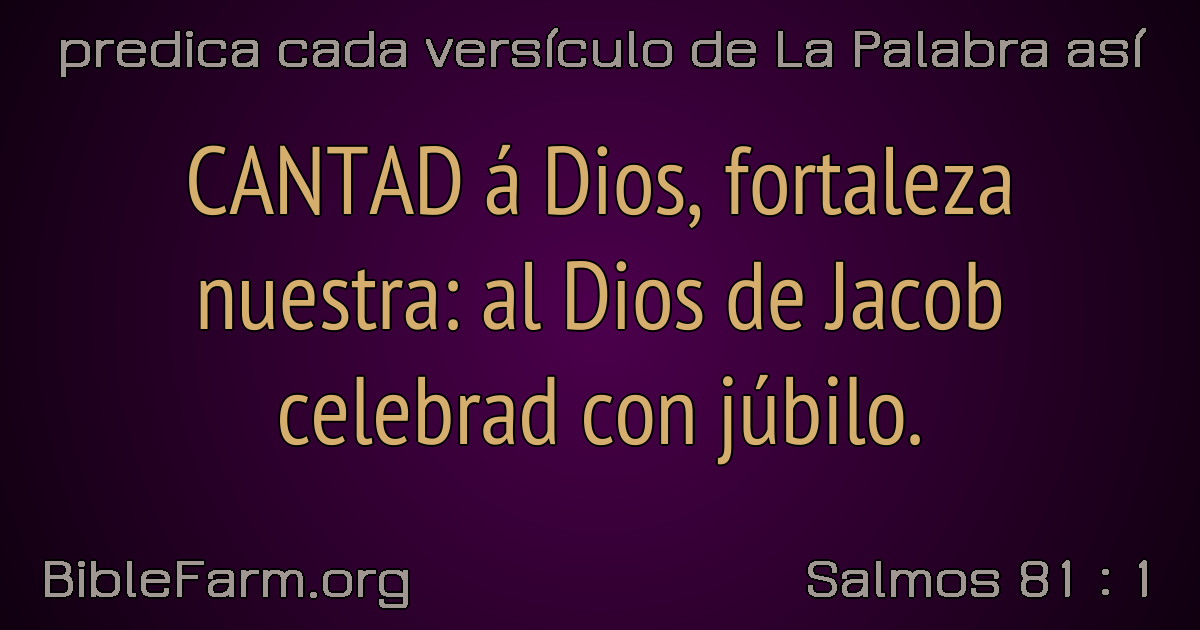 predica cada versículo de La Palabra así
CANTAD á Dios, fortaleza
nuestra: al Dios de Jacob
celebrad con júbilo.
BibleFarm.org
Salmos 81 : 1